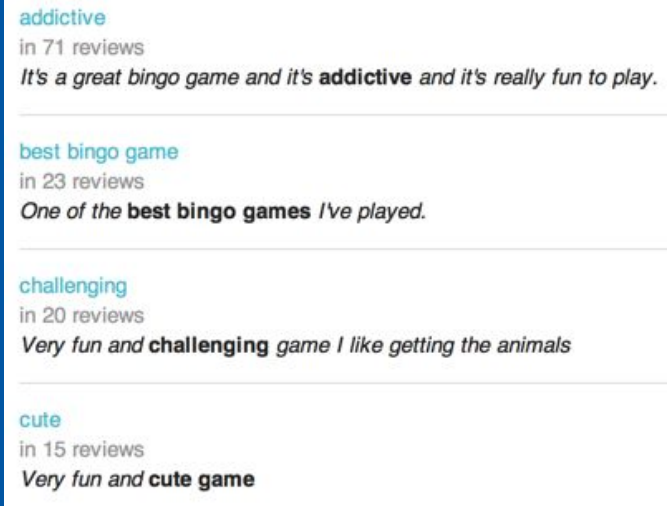 addictive
in 71 reviews
It's a great bingo game and it's addictive and it's really fun to play.
best bingo game
in 23 reviews
One of the best bingo games I've played.
challenging
in 20 reviews
Very fun and challenging game I like getting the animals
cute
in 15 reviews
Very fun and cute game